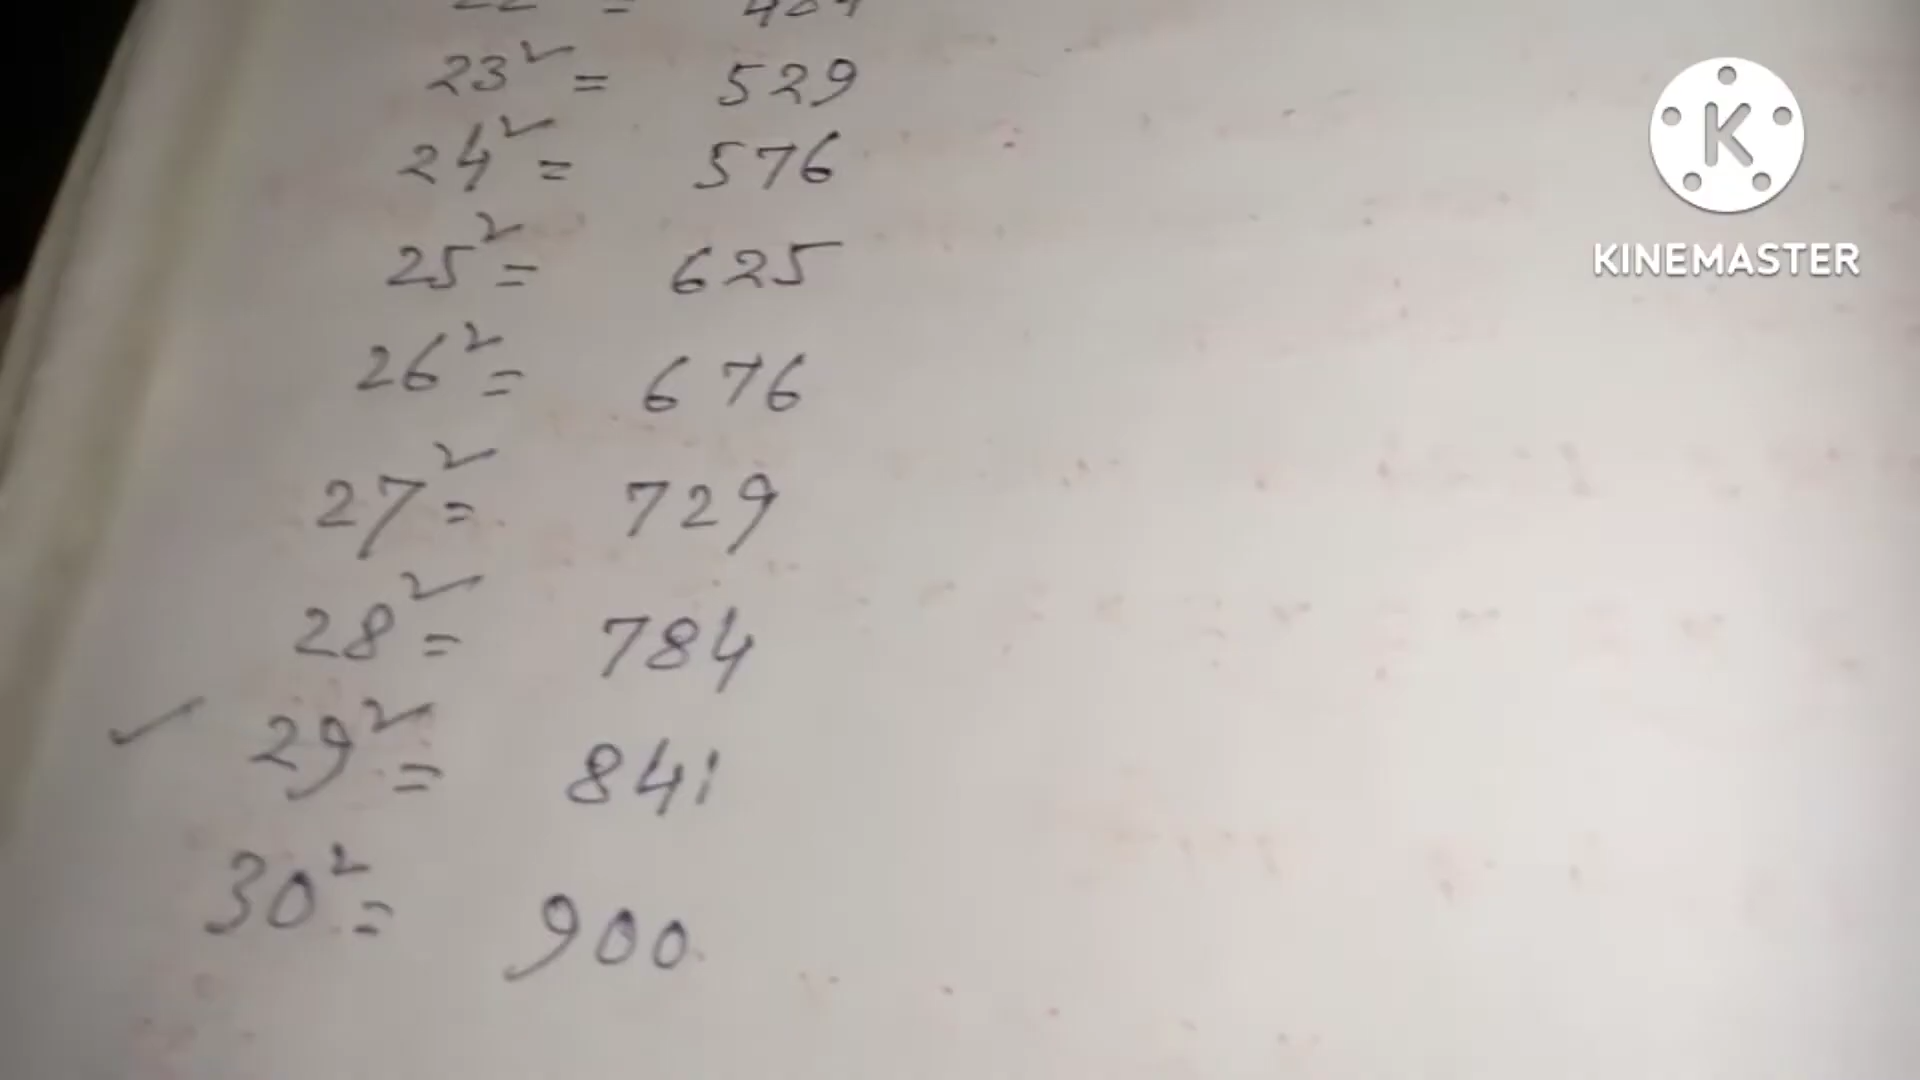 23² = 529
24² = 576
25² = 625
26² = 676
27² = 729
28² = 784
✓ 29² = 841
30² = 900
K
KINEMASTER